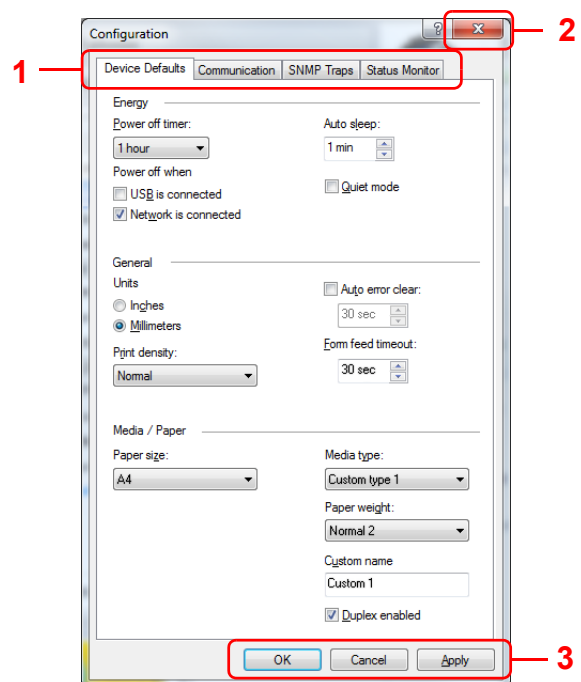 Configuration
? x
2
1
Device Defaults Communication SNMP Traps Status Monitor
Energy
Power off timer: Auto sleep:
1 hour 1 min
Power off when
USB is connected Quiet mode
Network is connected
General
Units Auto error clear:
Inches 30 sec
Millimeters
Print density: Form feed timeout:
Normal 30 sec
Media / Paper
Paper size: Media type:
A4 Custom type 1
Paper weight:
Normal 2
Custom name
Custom 1
Duplex enabled
OK Cancel Apply 3